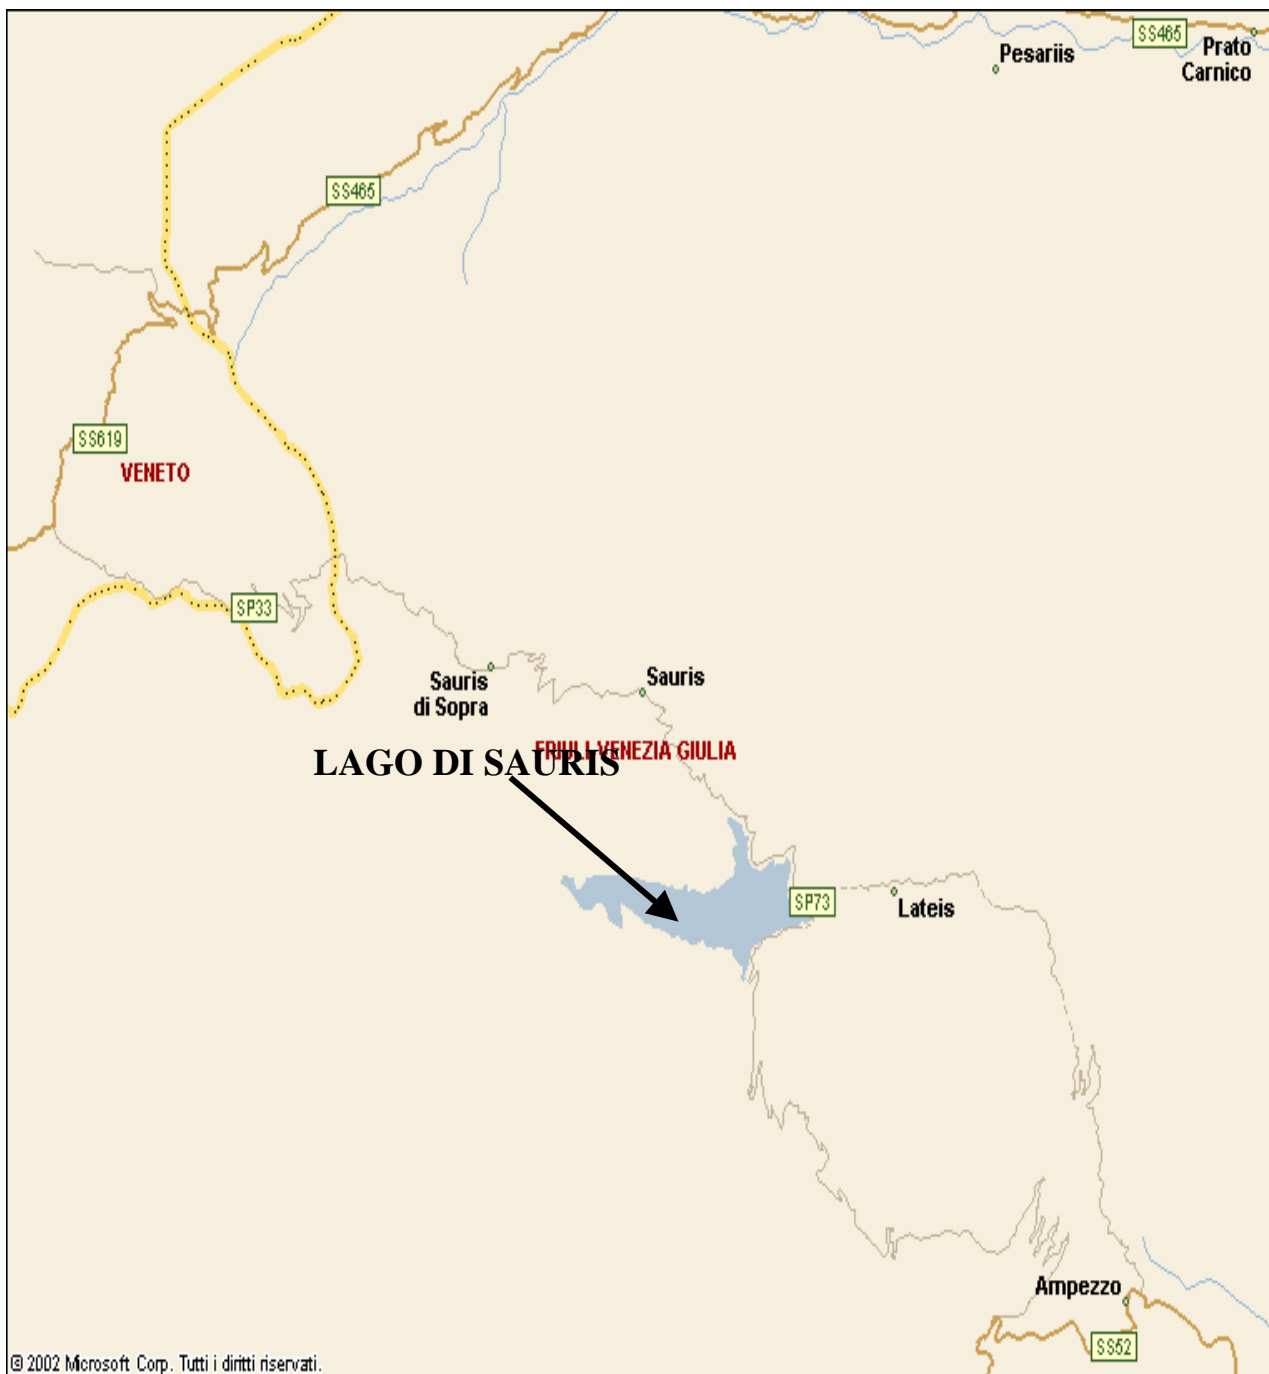 SS465
Prato
Carnico
Pesariis
SS465
SS619
VENETO
SP33
Sauris
di Sopra
Sauris
FRIULI VENEZIA GIULIA
LAGO DI SAURIS
SP73
Lateis
Ampezzo
SS52
© 2002 Microsoft Corp. Tutti i diritti riservati.